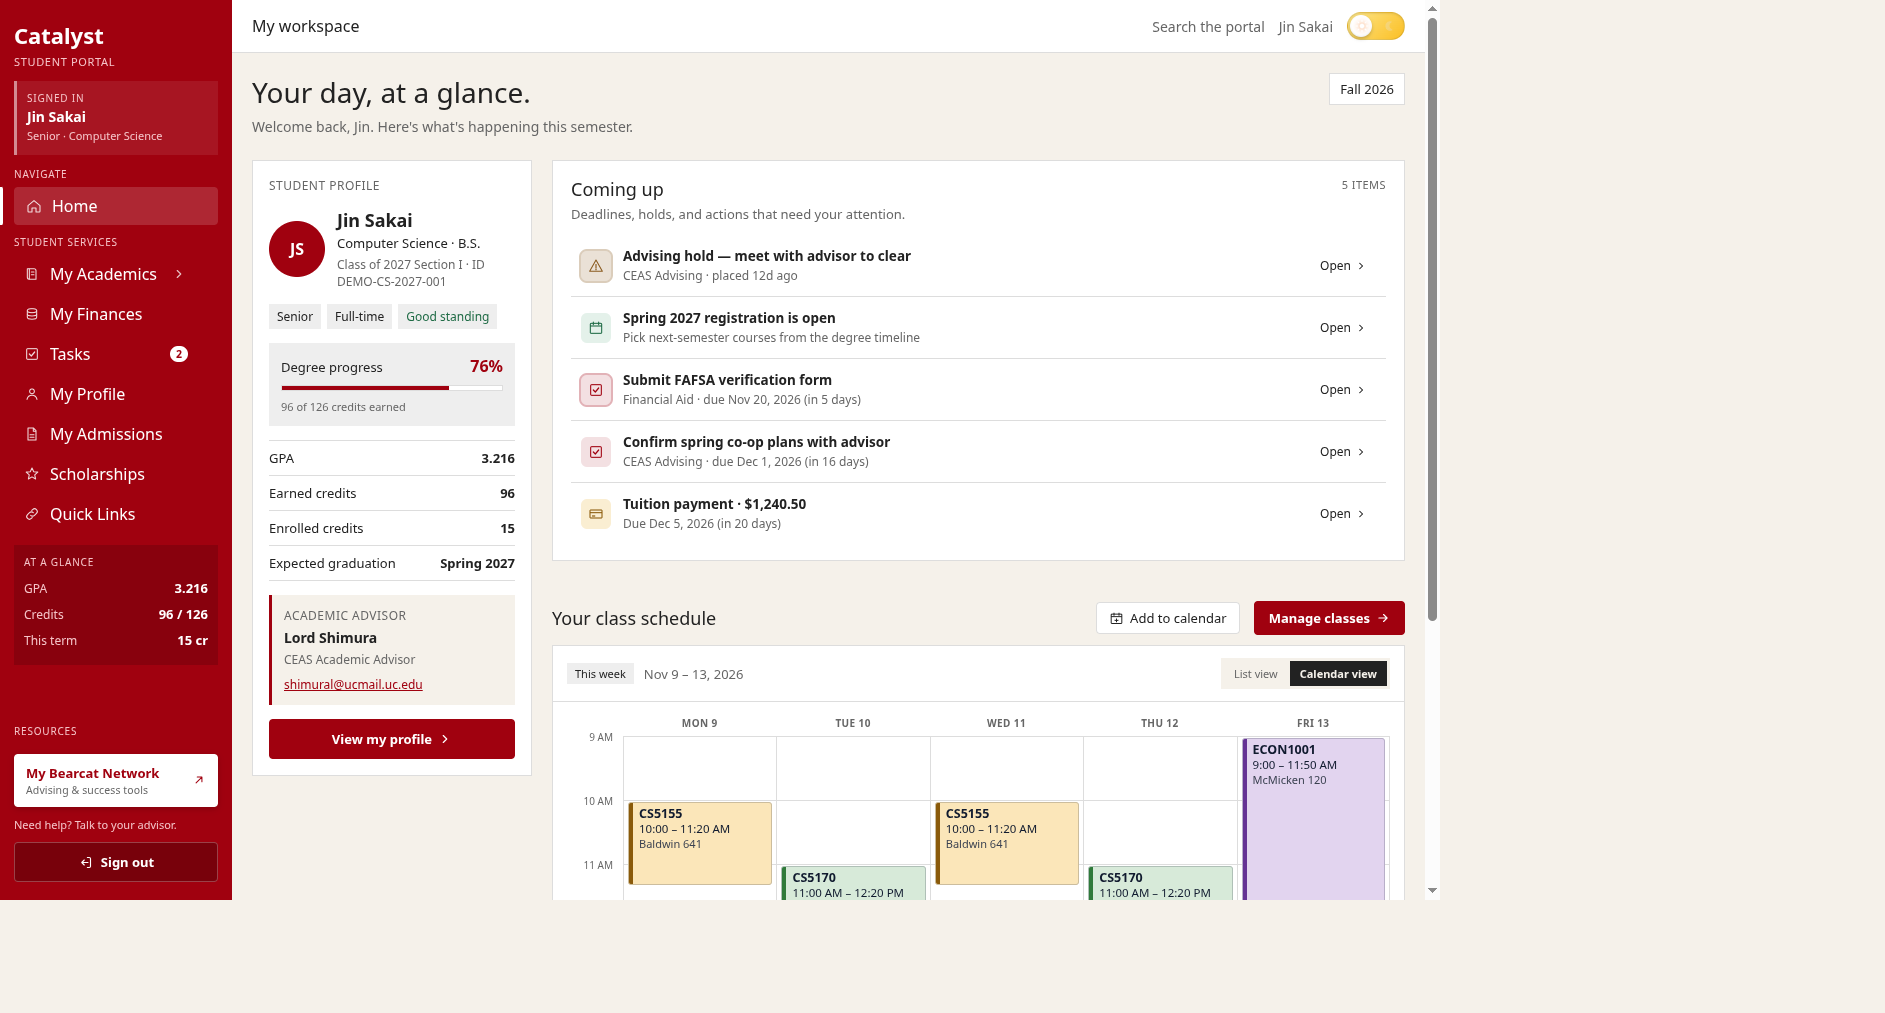 Catalyst
STUDENT PORTAL
SIGNED IN
Jin Sakai
Senior · Computer Science
NAVIGATE
Home
STUDENT SERVICES
My Academics
My Finances
Tasks 2
My Profile
My Admissions
Scholarships
Quick Links
AT A GLANCE
GPA 3.216
Credits 96 / 126
This term 15 cr
RESOURCES
My Bearcat Network
Advising & success tools
Need help? Talk to your advisor.
Sign out
My workspace
Search the portal
Jin Sakai
Your day, at a glance.
Welcome back, Jin. Here's what's happening this semester.
Fall 2026
STUDENT PROFILE
JS
Jin Sakai
Computer Science · B.S.
Class of 2027 Section I · ID
DEMO-CS-2027-001
Senior
Full-time
Good standing
Degree progress 76%
96 of 126 credits earned
GPA 3.216
Earned credits 96
Enrolled credits 15
Expected graduation Spring 2027
ACADEMIC ADVISOR
Lord Shimura
CEAS Academic Advisor
shimural@ucmail.uc.edu
View my profile
Coming up
5 ITEMS
Deadlines, holds, and actions that need your attention.
Advising hold — meet with advisor to clear
CEAS Advising · placed 12d ago
Open
Spring 2027 registration is open
Pick next-semester courses from the degree timeline
Open
Submit FAFSA verification form
Financial Aid · due Nov 20, 2026 (in 5 days)
Open
Confirm spring co-op plans with advisor
CEAS Advising · due Dec 1, 2026 (in 16 days)
Open
Tuition payment · $1,240.50
Due Dec 5, 2026 (in 20 days)
Open
Your class schedule
Add to calendar
Manage classes
This week
Nov 9 – 13, 2026
List view
Calendar view
MON 9 TUE 10 WED 11 THU 12 FRI 13
9 AM
10 AM
11 AM
CS5155
10:00 – 11:20 AM
Baldwin 641
CS5170
11:00 AM – 12:20 PM
CS5155
10:00 – 11:20 AM
Baldwin 641
CS5170
11:00 AM – 12:20 PM
ECON1001
9:00 – 11:50 AM
McMicken 120